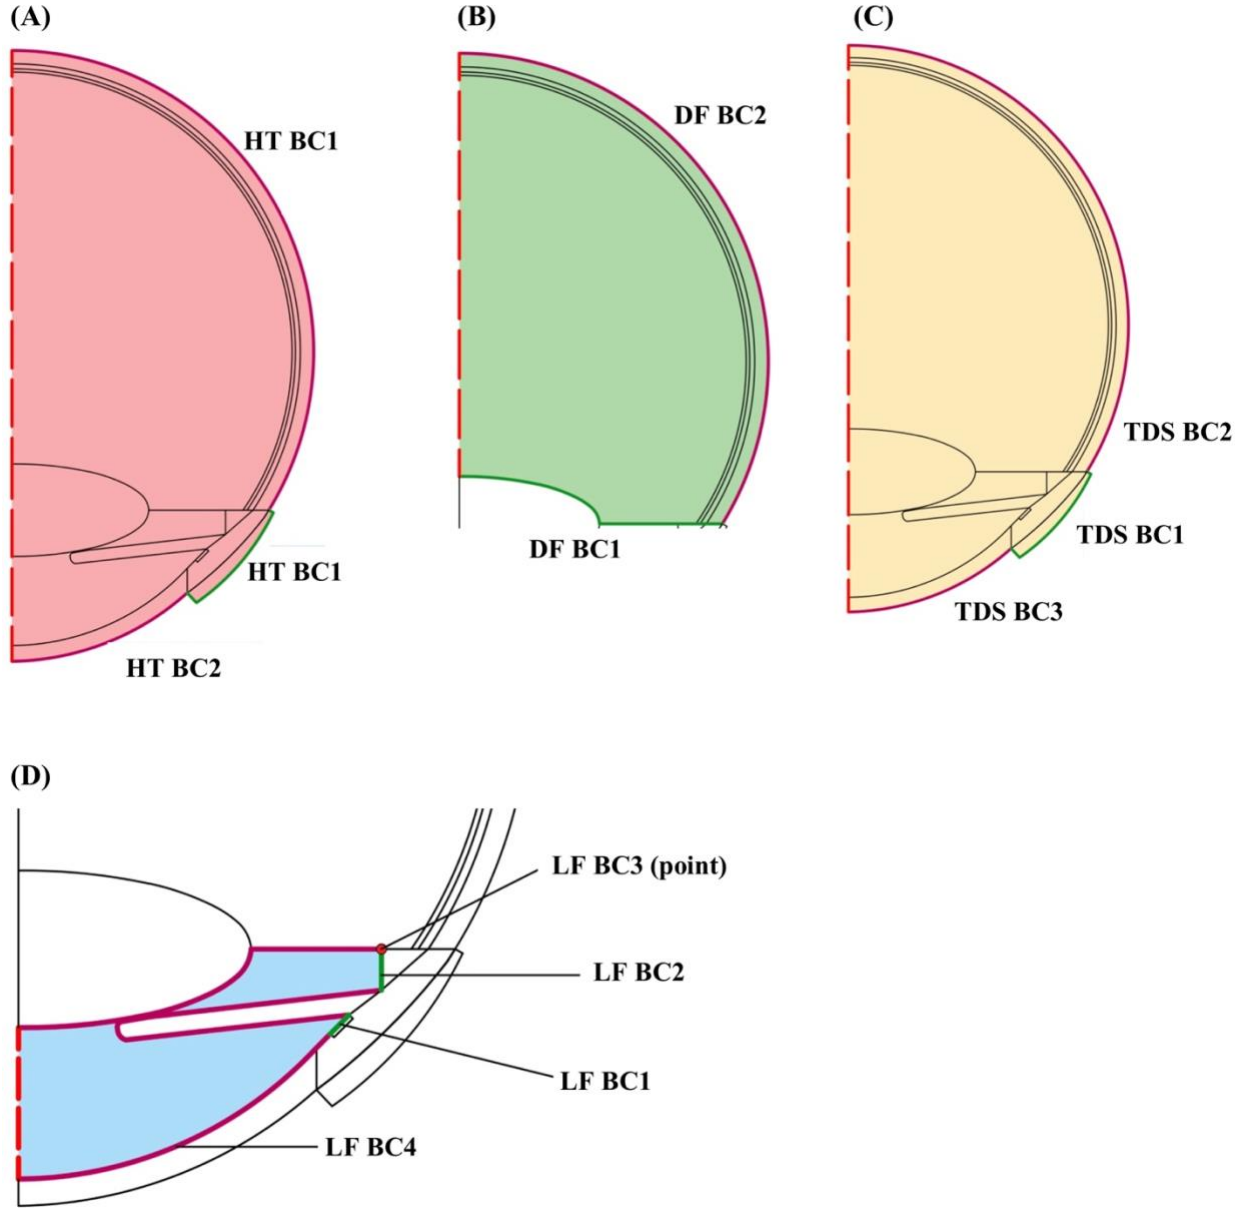 (A)
(B)
(C)
HT BC1
DF BC2
TDS BC2
DF BC1
TDS BC1
HT BC1
TDS BC3
HT BC2
(D)
LF BC3 (point)
LF BC2
LF BC1
LF BC4